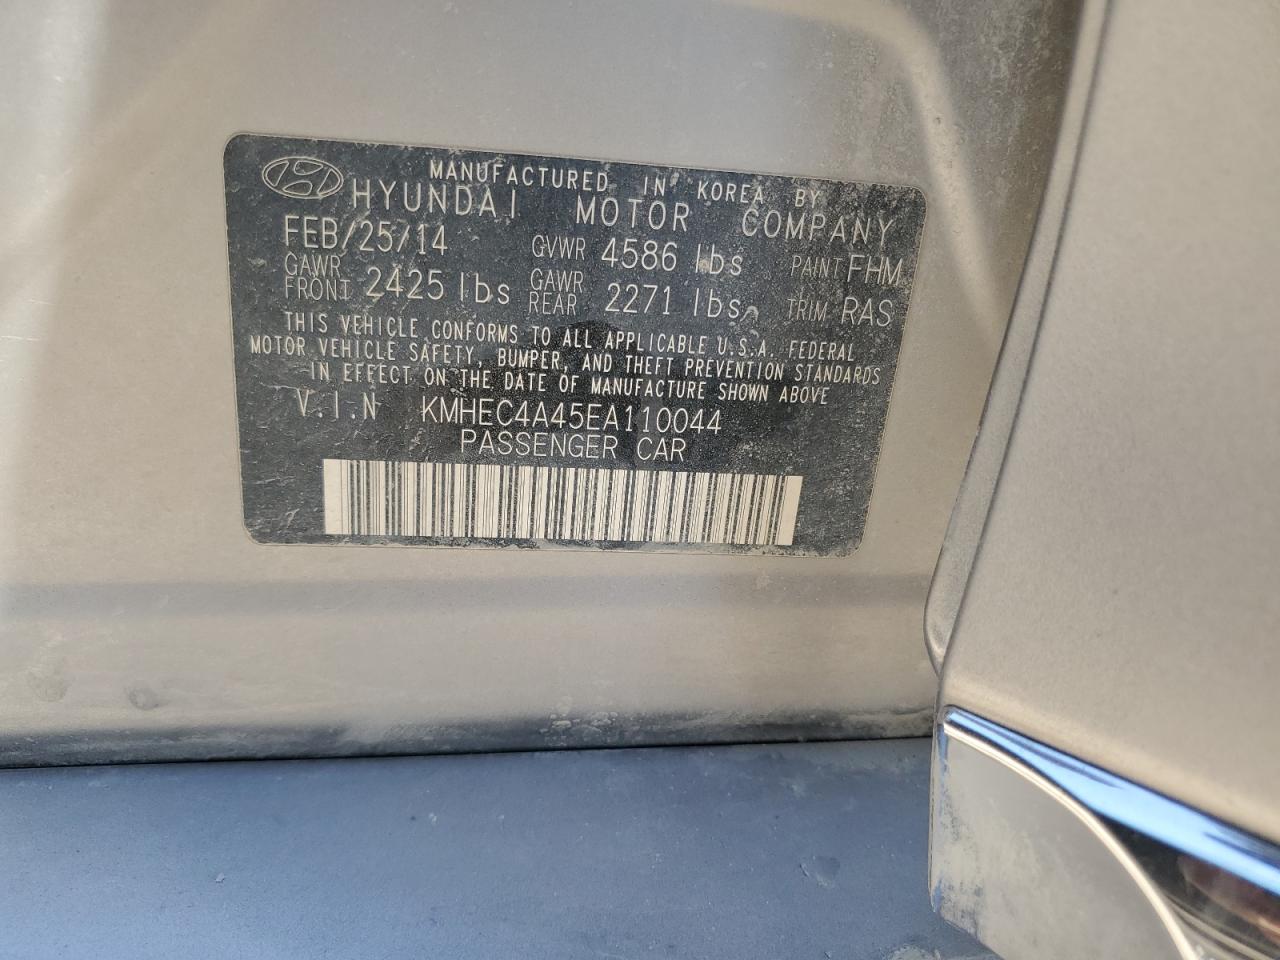 MANUFACTURED IN KOREA BY
HYUNDAI MOTOR COMPANY
FEB/25/14 GVWR 4586 lbs PAINT FHM
GAWR FRONT 2425 lbs GAWR REAR 2271 lbs TRIM RAS
THIS VEHICLE CONFORMS TO ALL APPLICABLE U.S.A. FEDERAL
MOTOR VEHICLE SAFETY, BUMPER, AND THEFT PREVENTION STANDARDS
IN EFFECT ON THE DATE OF MANUFACTURE SHOWN ABOVE
V.I.N KMHEC4A45EA110044
PASSENGER CAR